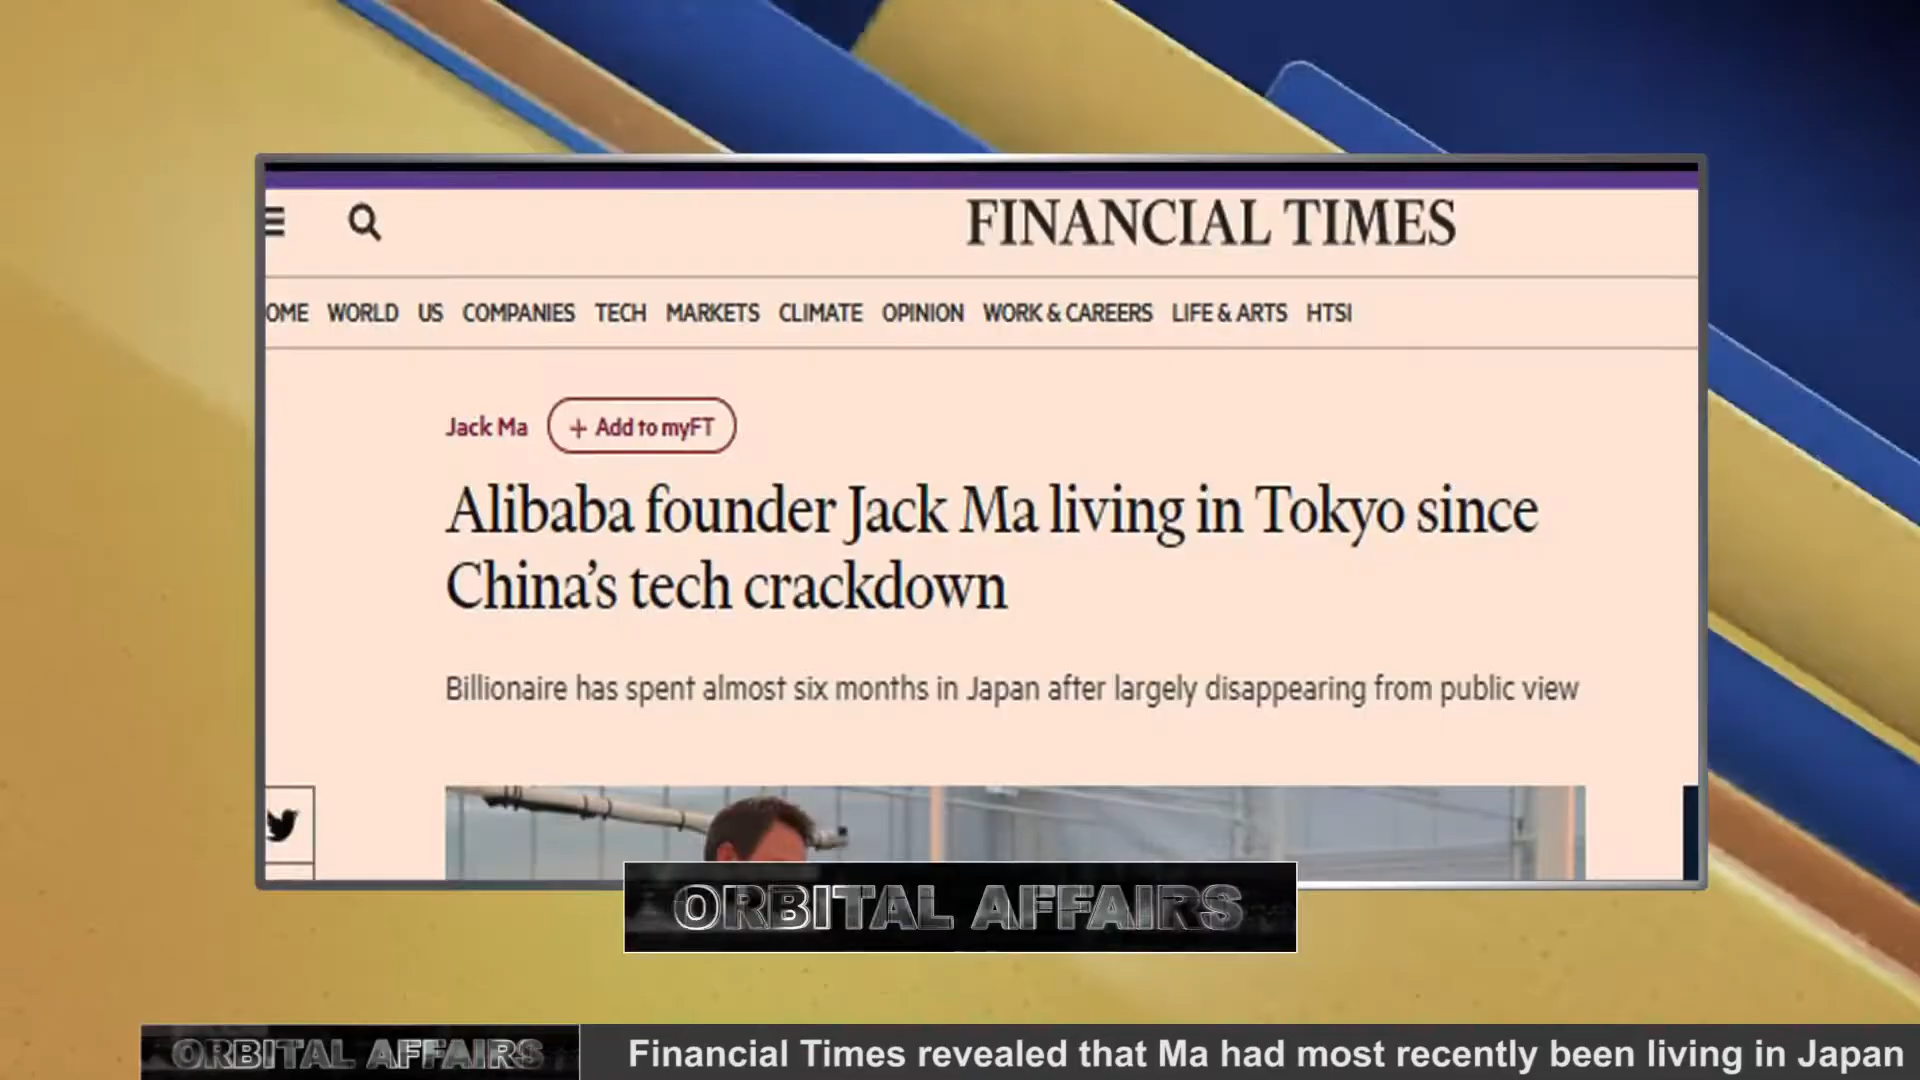 FINANCIAL TIMES
OME WORLD US COMPANIES TECH MARKETS CLIMATE OPINION WORK & CAREERS LIFE & ARTS HTSI
Jack Ma + Add to myFT
Alibaba founder Jack Ma living in Tokyo since
China's tech crackdown
Billionaire has spent almost six months in Japan after largely disappearing from public view
ORBITAL AFFAIRS
ORBITAL AFFAIRS Financial Times revealed that Ma had most recently been living in Japan